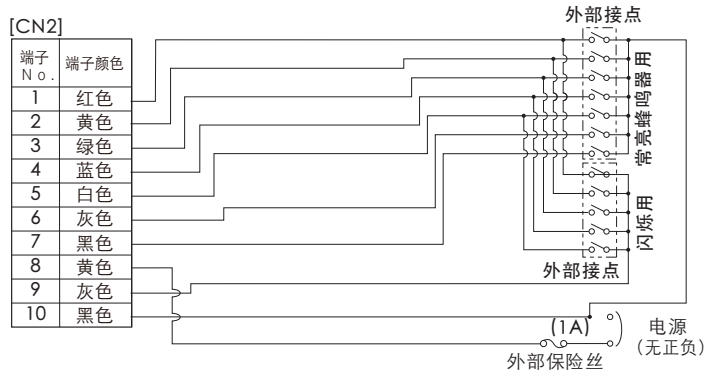 [CN2]
端子No. 端子颜色
1 红色
2 黄色
3 绿色
4 蓝色
5 白色
6 灰色
7 黑色
8 黄色
9 灰色
10 黑色
外部接点
常亮蜂鸣器用
闪烁用
外部接点
(1A)
外部保险丝
电源
(无正负)